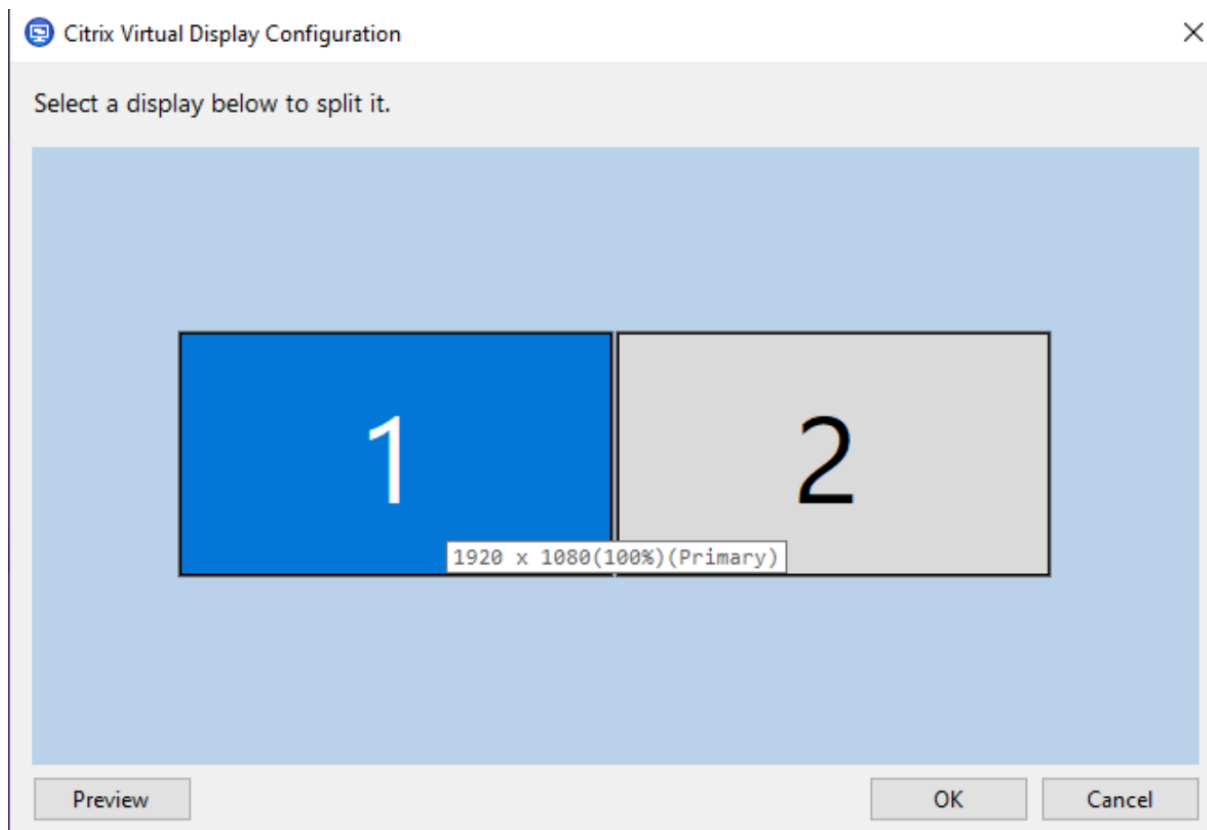 Citrix Virtual Display Configuration
Select a display below to split it.
1
2
1920 x 1080(100%)(Primary)
Preview
OK
Cancel